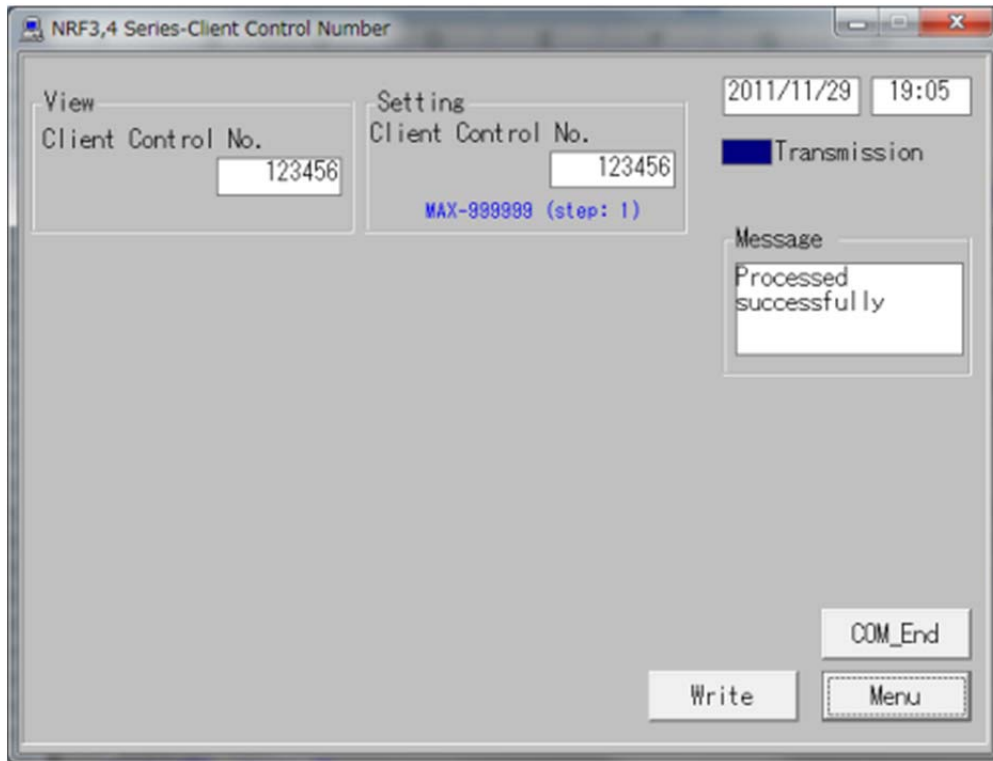 NRF3,4 Series-Client Control Number
View
Client Control No.
123456
Setting
Client Control No.
123456
MAX-999999 (step: 1)
2011/11/29 19:05
Transmission
Message
Processed
successfully
COM_End
Write Menu